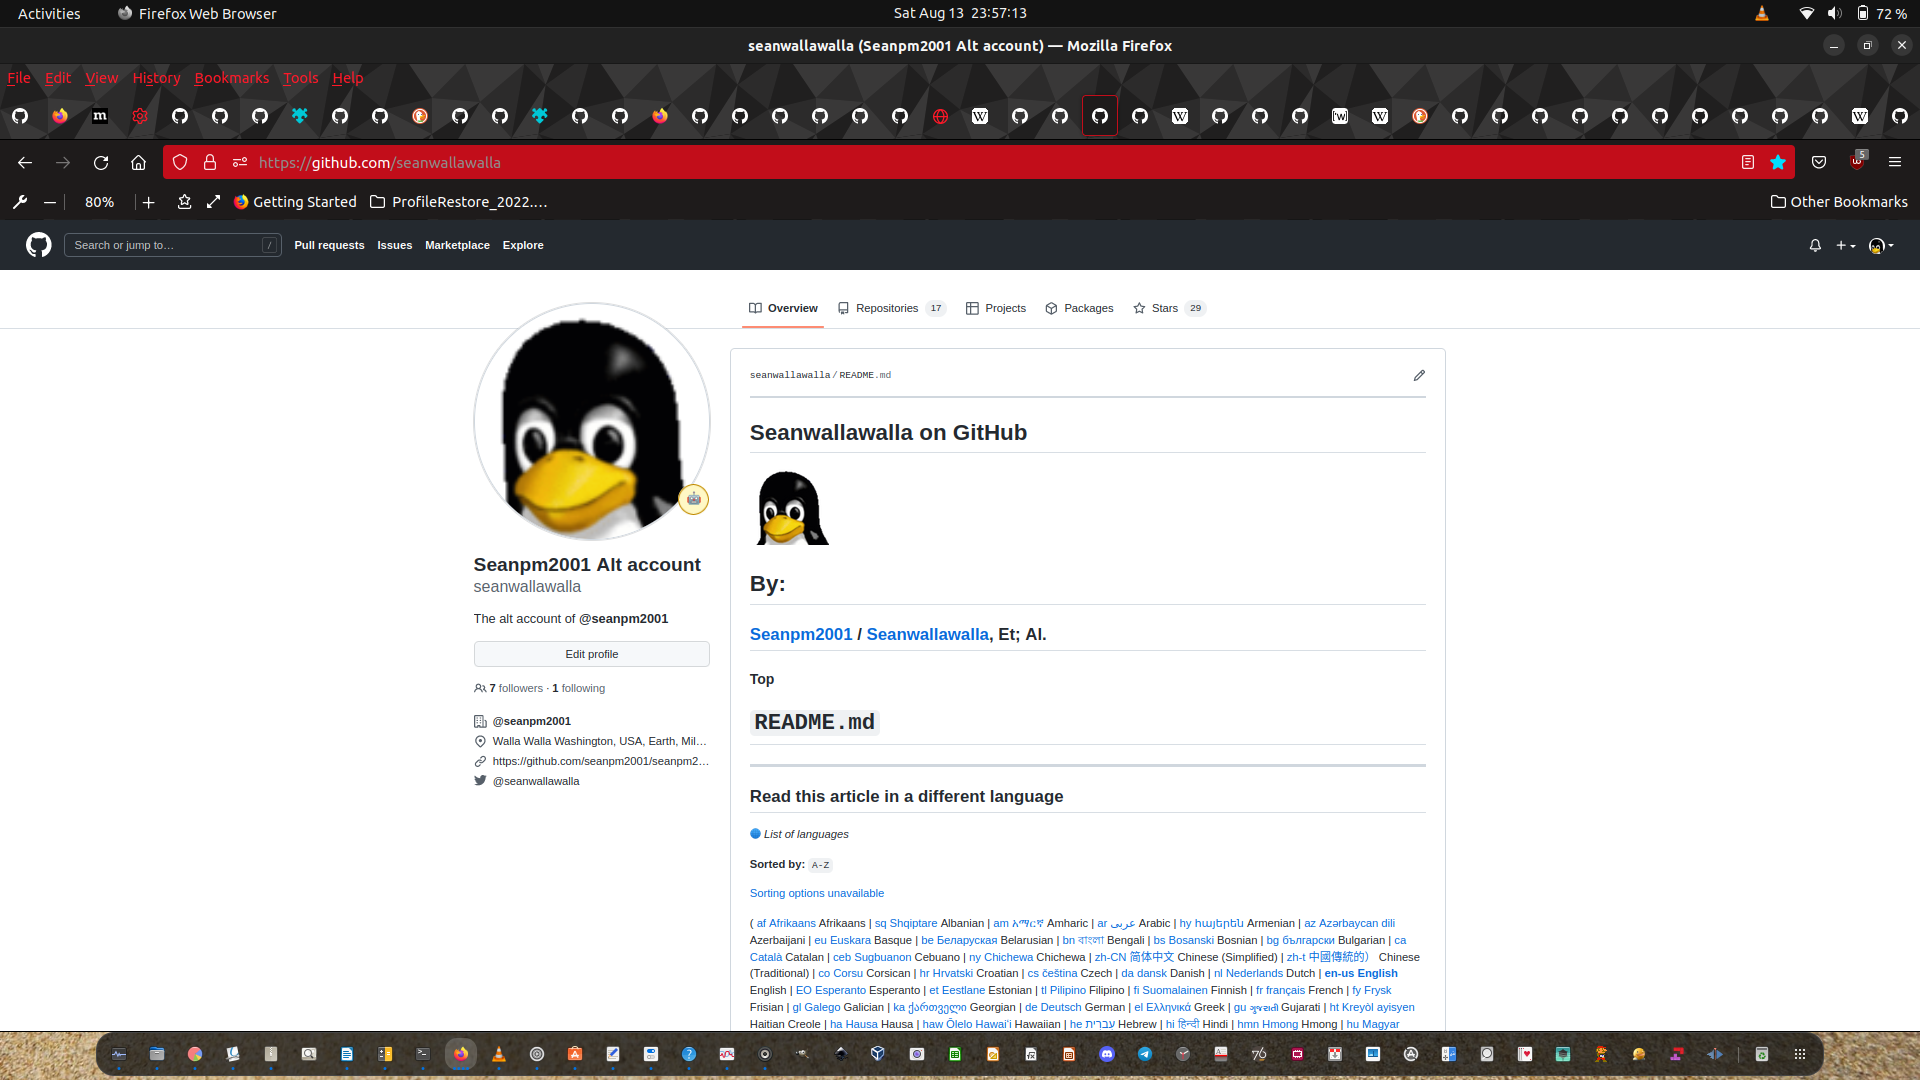 Activities Firefox Web Browser Sat Aug 13 23:57:13 72 %
seanwallawalla (Seanpm2001 Alt account) — Mozilla Firefox
File Edit View History Bookmarks Tools Help
https://github.com/seanwallawalla 5
80% Getting Started ProfileRestore_2022.… Other Bookmarks
Search or jump to… / Pull requests Issues Marketplace Explore
Overview Repositories 17 Projects Packages Stars 29
seanwallawalla / README.md
Seanwallawalla on GitHub
Seanpm2001 Alt account
seanwallawalla
The alt account of @seanpm2001
Edit profile
7 followers · 1 following
@seanpm2001
Walla Walla Washington, USA, Earth, Mil…
https://github.com/seanpm2001/seanpm2…
@seanwallawalla
By:
Seanpm2001 / Seanwallawalla, Et; Al.
Top
README.md
Read this article in a different language
List of languages
Sorted by: A-Z
Sorting options unavailable
( af Afrikaans Afrikaans | sq Shqiptare Albanian | am አማርኛ Amharic | ar عربى Arabic | hy հայերեն Armenian | az Azərbaycan dili
Azerbaijani | eu Euskara Basque | be Беларуская Belarusian | bn বাংলা Bengali | bs Bosanski Bosnian | bg български Bulgarian | ca
Català Catalan | ceb Sugbuanon Cebuano | ny Chichewa Chichewa | zh-CN 简体中文 Chinese (Simplified) | zh-t 中國傳統的） Chinese
(Traditional) | co Corsu Corsican | hr Hrvatski Croatian | cs čeština Czech | da dansk Danish | nl Nederlands Dutch | en-us English
English | EO Esperanto Esperanto | et Eestlane Estonian | tl Pilipino Filipino | fi Suomalainen Finnish | fr français French | fy Frysk
Frisian | gl Galego Galician | ka ქართველი Georgian | de Deutsch German | el Ελληνικά Greek | gu ગુજરાતી Gujarati | ht Kreyòl ayisyen
Haitian Creole | ha Hausa Hausa | haw Ōlelo Hawaiʻi Hawaiian | he עִברִית Hebrew | hi हिन्दी Hindi | hmn Hmong Hmong | hu Magyar